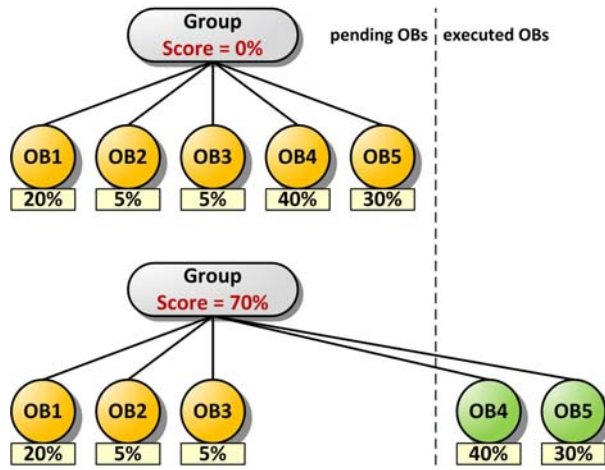 Group
Score = 0%
pending OBs
executed OBs
OB1 OB2 OB3 OB4 OB5
20% 5% 5% 40% 30%
Group
Score = 70%
OB1 OB2 OB3 OB4 OB5
20% 5% 5% 40% 30%